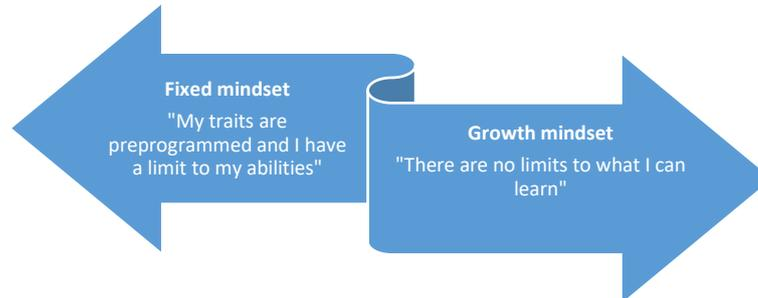 Fixed mindset
"My traits are
preprogrammed and I have
a limit to my abilities"
Growth mindset
"There are no limits to what I can
learn"